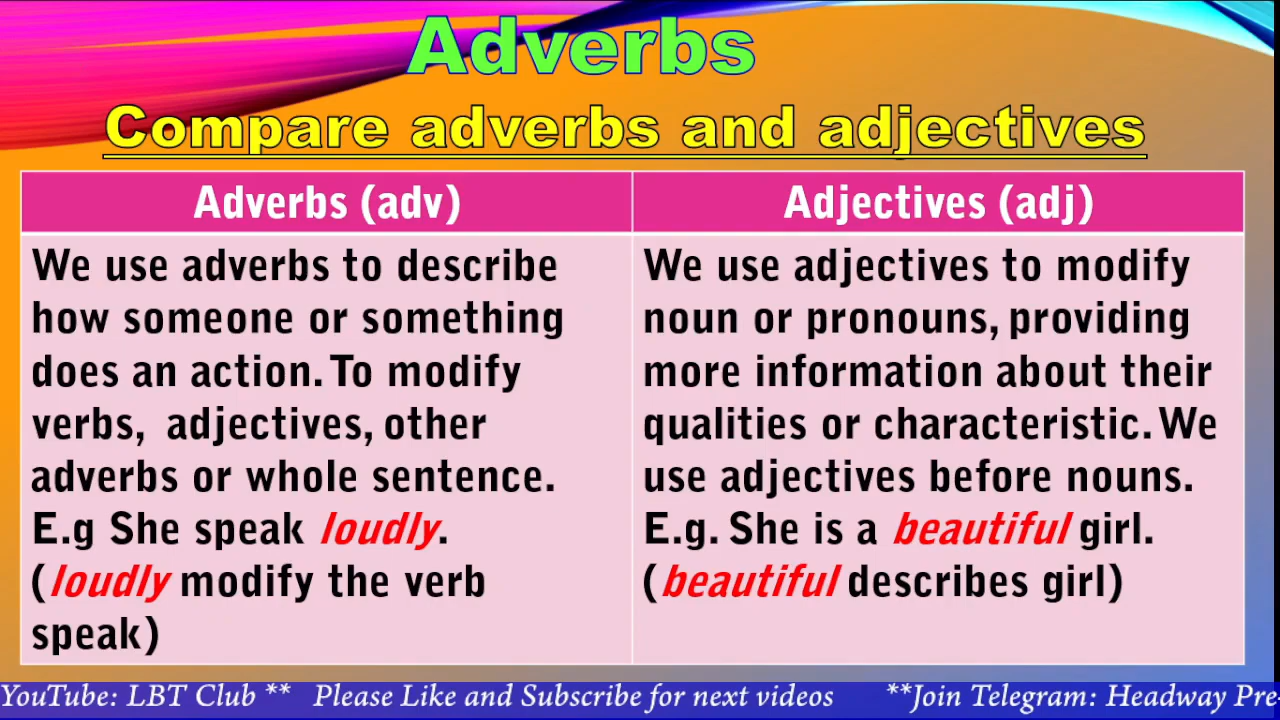 Adverbs
Compare adverbs and adjectives
Adverbs (adv)
We use adverbs to describe
how someone or something
does an action. To modify
verbs, adjectives, other
adverbs or whole sentence.
E.g She speak loudly.
(loudly modify the verb
speak)
Adjectives (adj)
We use adjectives to modify
noun or pronouns, providing
more information about their
qualities or characteristic. We
use adjectives before nouns.
E.g. She is a beautiful girl.
(beautiful describes girl)
YouTube: LBT Club ** Please Like and Subscribe for next videos **Join Telegram: Headway Pre-